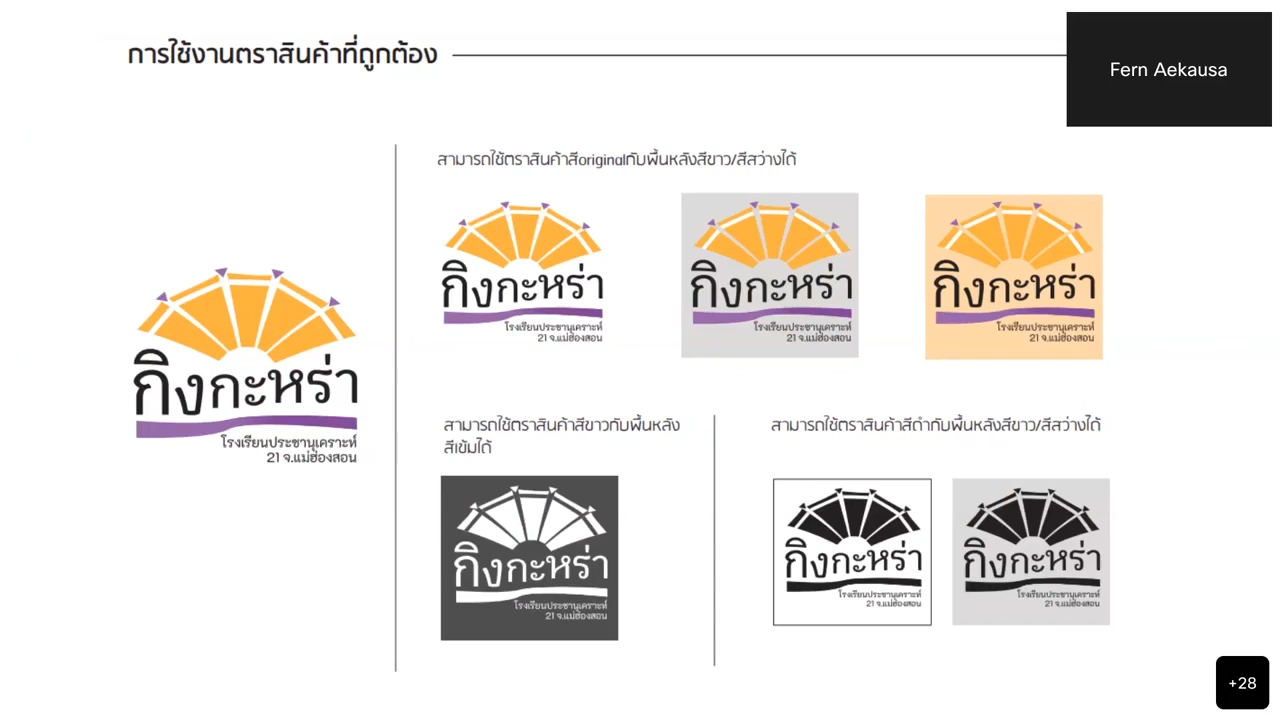 การใช้งานตราสินค้าที่ถูกต้อง
Fern Aekausa
กิงกะหร่า
โรงเรียนประชานุเคราะห์
21 จ.แม่ฮ่องสอน
สามารถใช้ตราสินค้าสีoriginalกับพื้นหลังสีขาว/สีสว่างได้
กิงกะหร่า
โรงเรียนประชานุเคราะห์
21 จ.แม่ฮ่องสอน
กิงกะหร่า
โรงเรียนประชานุเคราะห์
21 จ.แม่ฮ่องสอน
กิงกะหร่า
โรงเรียนประชานุเคราะห์
21 จ.แม่ฮ่องสอน
สามารถใช้ตราสินค้าสีขาวกับพื้นหลัง
สีเข้มได้
กิงกะหร่า
โรงเรียนประชานุเคราะห์
21 จ.แม่ฮ่องสอน
สามารถใช้ตราสินค้าสีดำกับพื้นหลังสีขาว/สีสว่างได้
กิงกะหร่า
โรงเรียนประชานุเคราะห์
21 จ.แม่ฮ่องสอน
กิงกะหร่า
โรงเรียนประชานุเคราะห์
21 จ.แม่ฮ่องสอน
+28